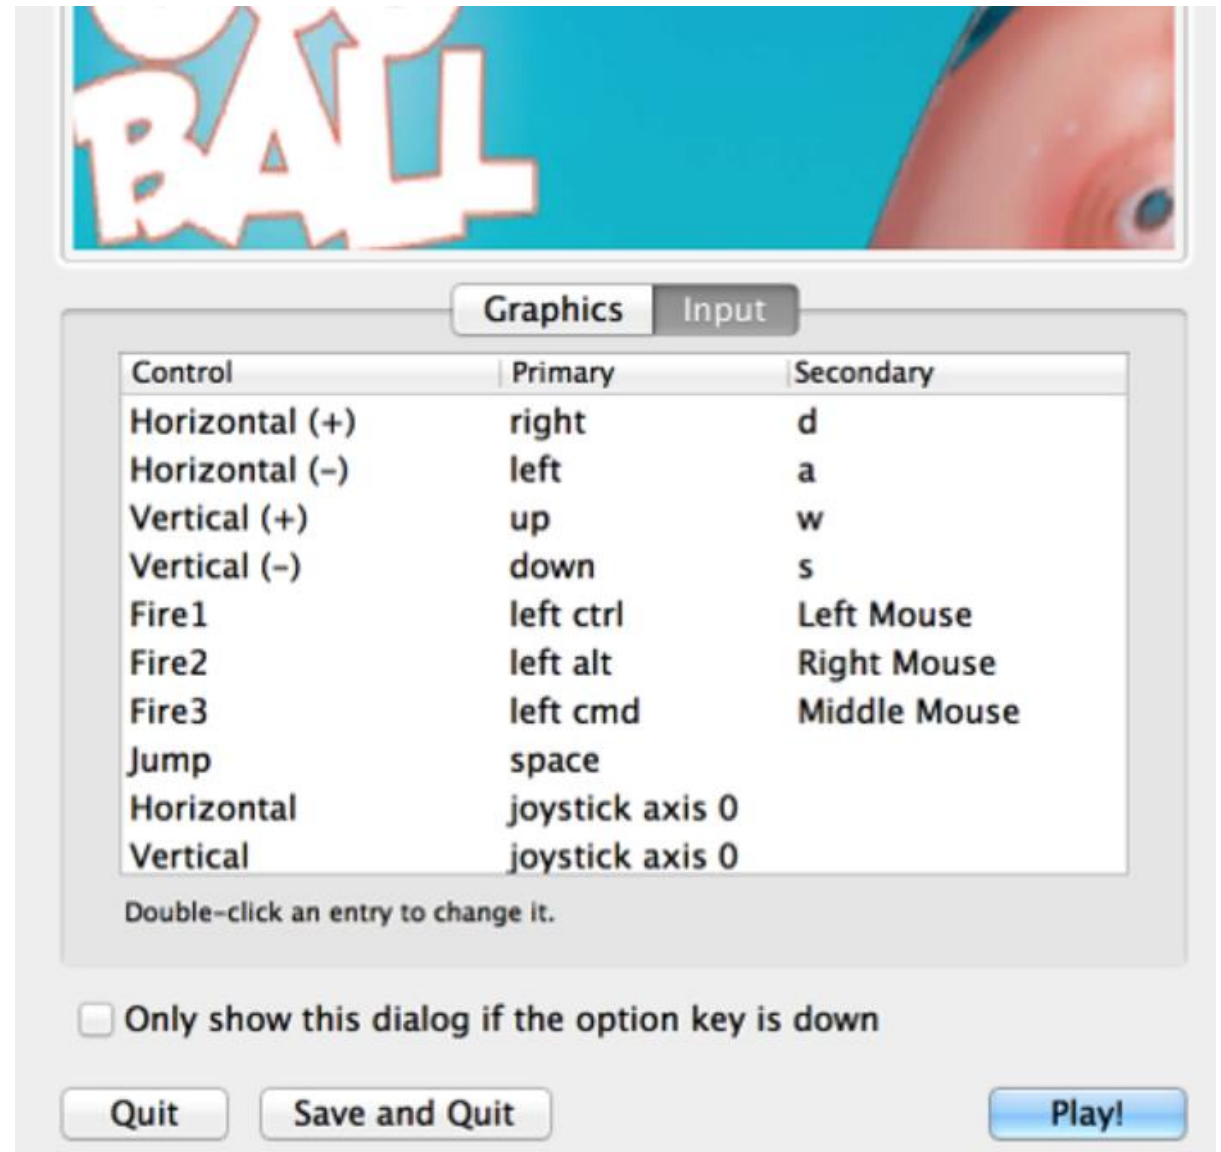 BALL
Graphics Input
Control Primary Secondary
Horizontal (+) right d
Horizontal (-) left a
Vertical (+) up w
Vertical (-) down s
Fire1 left ctrl Left Mouse
Fire2 left alt Right Mouse
Fire3 left cmd Middle Mouse
Jump space
Horizontal joystick axis 0
Vertical joystick axis 0
Double-click an entry to change it.
Only show this dialog if the option key is down
Quit Save and Quit Play!